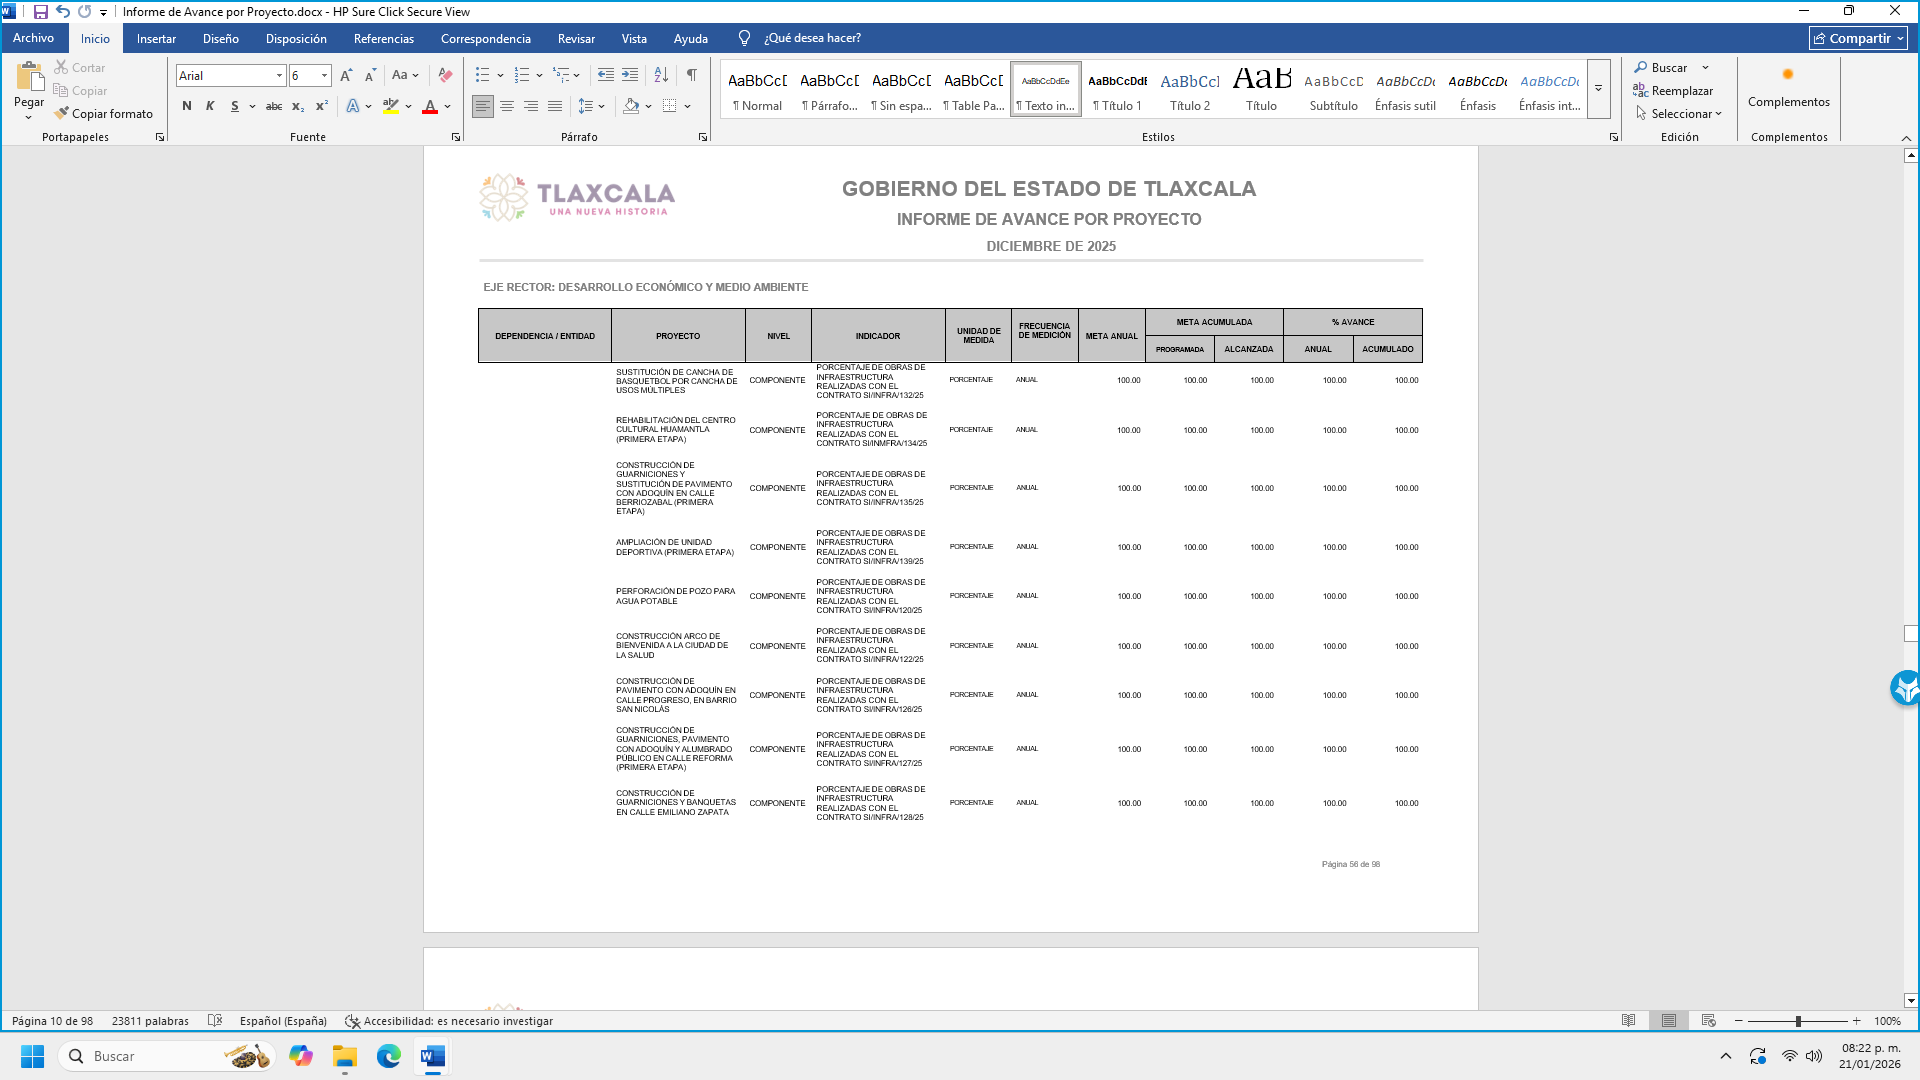 Informe de Avance por Proyecto.docx - HP Sure Click Secure View
Archivo
Inicio
Insertar
Diseño
Disposición
Referencias
Correspondencia
Revisar
Vista
Ayuda
¿Qué desea hacer?
Compartir
Pegar
Cortar
Copiar
Copiar formato
Portapapeles
Arial
6
Fuente
Párrafo
AaBbCcD ¶ Normal
AaBbCcD ¶ Párrafo...
AaBbCcD ¶ Sin espa...
AaBbCcD ¶ Table Pa...
AaBbCcDdEe ¶ Texto in...
AaBbCcDdE ¶ Título 1
AaBbCcI Título 2
AaB Título
AaBbCcD Subtítulo
AaBbCcDc Énfasis sutil
AaBbCcDc Énfasis
AaBbCcDc Énfasis int...
Estilos
Buscar
Reemplazar
Seleccionar
Edición
Complementos
Complementos
TLAXCALA
UNA NUEVA HISTORIA
GOBIERNO DEL ESTADO DE TLAXCALA
INFORME DE AVANCE POR PROYECTO
DICIEMBRE DE 2025
EJE RECTOR: DESARROLLO ECONÓMICO Y MEDIO AMBIENTE
DEPENDENCIA / ENTIDAD
PROYECTO
NIVEL
INDICADOR
UNIDAD DE
MEDIDA
FRECUENCIA
DE MEDICIÓN
META ANUAL
META ACUMULADA
PROGRAMADA
ALCANZADA
% AVANCE
ANUAL
ACUMULADO
SUSTITUCIÓN DE CANCHA DE
BASQUETBOL POR CANCHA DE
USOS MÚLTIPLES
COMPONENTE
PORCENTAJE DE OBRAS DE
INFRAESTRUCTURA
REALIZADAS CON EL
CONTRATO SI/INFRA/132/25
PORCENTAJE ANUAL 100.00 100.00 100.00 100.00 100.00
REHABILITACIÓN DEL CENTRO
CULTURAL HUAMANTLA
(PRIMERA ETAPA)
COMPONENTE
PORCENTAJE DE OBRAS DE
INFRAESTRUCTURA
REALIZADAS CON EL
CONTRATO SI/INMFRA/134/25
PORCENTAJE ANUAL 100.00 100.00 100.00 100.00 100.00
CONSTRUCCIÓN DE
GUARNICIONES Y
SUSTITUCIÓN DE PAVIMENTO
CON ADOQUÍN EN CALLE
BERRIOZABAL (PRIMERA
ETAPA)
COMPONENTE
PORCENTAJE DE OBRAS DE
INFRAESTRUCTURA
REALIZADAS CON EL
CONTRATO SI/INFRA/135/25
PORCENTAJE ANUAL 100.00 100.00 100.00 100.00 100.00
AMPLIACIÓN DE UNIDAD
DEPORTIVA (PRIMERA ETAPA)
COMPONENTE
PORCENTAJE DE OBRAS DE
INFRAESTRUCTURA
REALIZADAS CON EL
CONTRATO SI/INFRA/139/25
PORCENTAJE ANUAL 100.00 100.00 100.00 100.00 100.00
PERFORACIÓN DE POZO PARA
AGUA POTABLE
COMPONENTE
PORCENTAJE DE OBRAS DE
INFRAESTRUCTURA
REALIZADAS CON EL
CONTRATO SI/INFRA/120/25
PORCENTAJE ANUAL 100.00 100.00 100.00 100.00 100.00
CONSTRUCCIÓN ARCO DE
BIENVENIDA A LA CIUDAD DE
LA SALUD
COMPONENTE
PORCENTAJE DE OBRAS DE
INFRAESTRUCTURA
REALIZADAS CON EL
CONTRATO SI/INFRA/122/25
PORCENTAJE ANUAL 100.00 100.00 100.00 100.00 100.00
CONSTRUCCIÓN DE
PAVIMENTO CON ADOQUÍN EN
CALLE PROGRESO, EN BARRIO
SAN NICOLÁS
COMPONENTE
PORCENTAJE DE OBRAS DE
INFRAESTRUCTURA
REALIZADAS CON EL
CONTRATO SI/INFRA/126/25
PORCENTAJE ANUAL 100.00 100.00 100.00 100.00 100.00
CONSTRUCCIÓN DE
GUARNICIONES, PAVIMENTO
CON ADOQUÍN Y ALUMBRADO
PÚBLICO EN CALLE REFORMA
(PRIMERA ETAPA)
COMPONENTE
PORCENTAJE DE OBRAS DE
INFRAESTRUCTURA
REALIZADAS CON EL
CONTRATO SI/INFRA/127/25
PORCENTAJE ANUAL 100.00 100.00 100.00 100.00 100.00
CONSTRUCCIÓN DE
GUARNICIONES Y BANQUETAS
EN CALLE EMILIANO ZAPATA
COMPONENTE
PORCENTAJE DE OBRAS DE
INFRAESTRUCTURA
REALIZADAS CON EL
CONTRATO SI/INFRA/128/25
PORCENTAJE ANUAL 100.00 100.00 100.00 100.00 100.00
Página 56 de 98
Página 10 de 98
23811 palabras
Español (España)
Accesibilidad: es necesario investigar
100%
Buscar
08:22 p. m.
21/01/2026